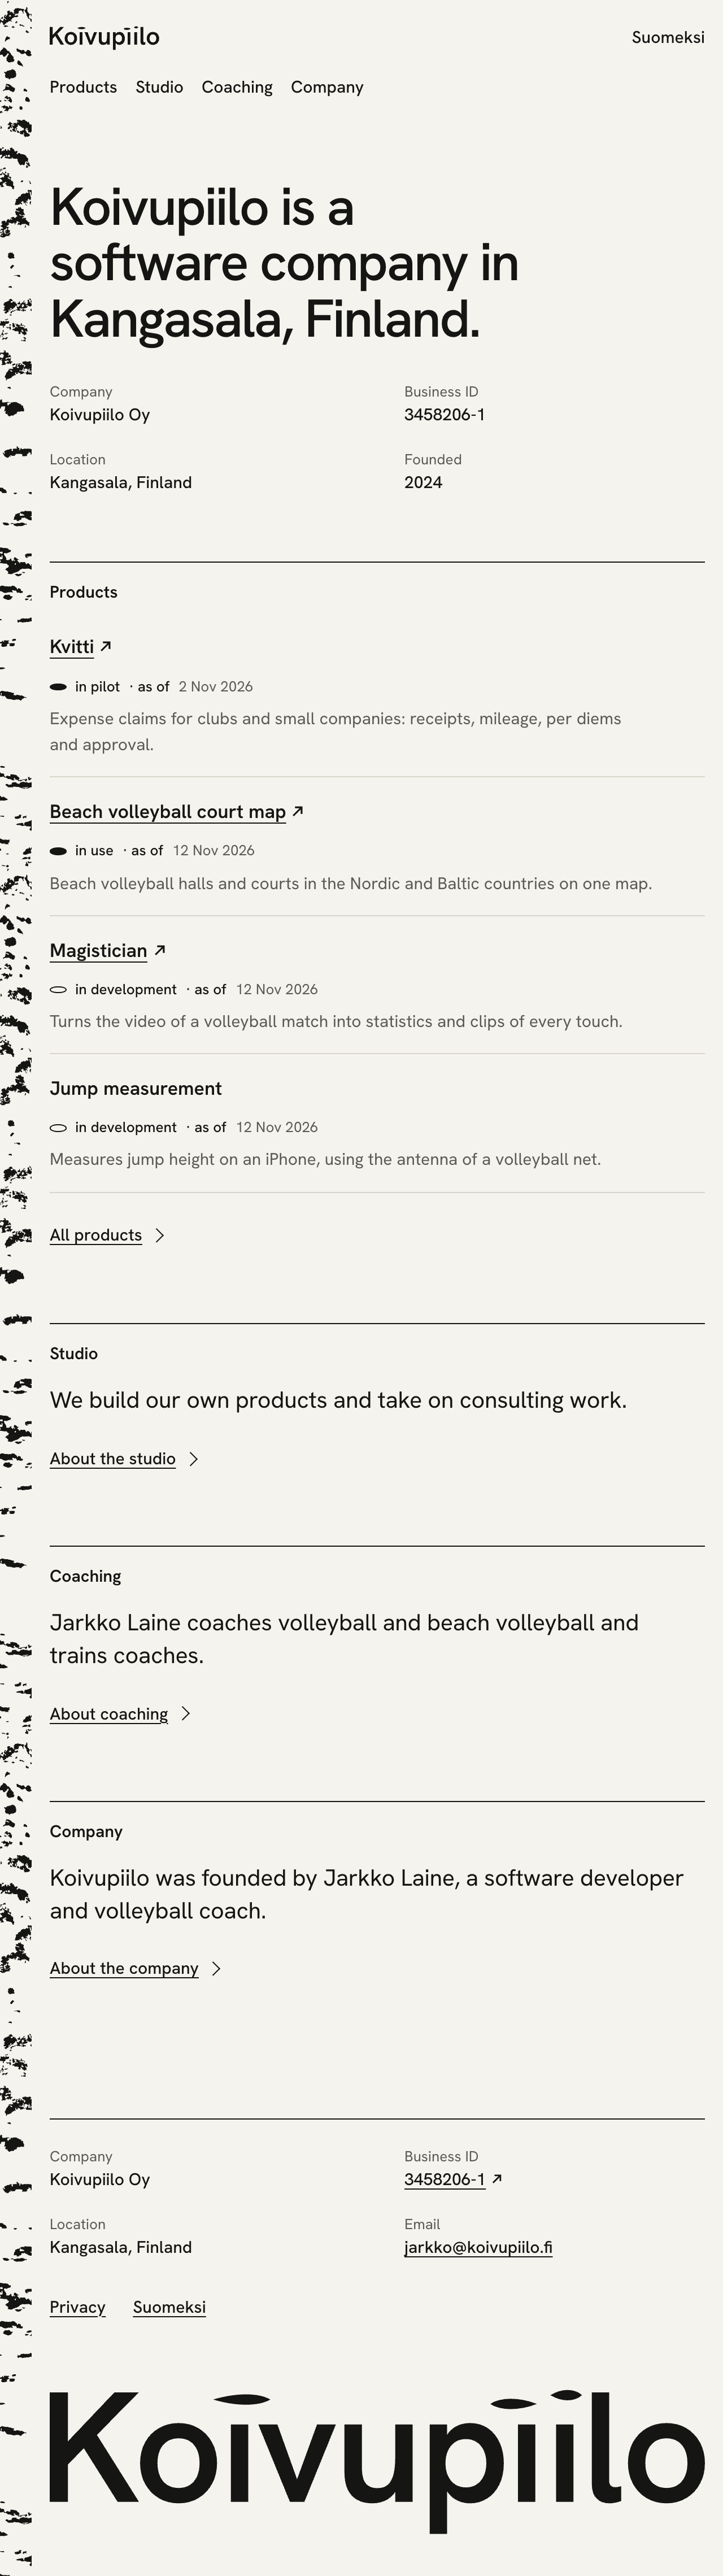 Koivupiilo
Suomeksi
Products Studio Coaching Company
Koivupiilo is a
software company in
Kangasala, Finland.
Company
Koivupiilo Oy
Business ID
3458206-1
Location
Kangasala, Finland
Founded
2024
Products
Kvitti
in pilot · as of 2 Nov 2026
Expense claims for clubs and small companies: receipts, mileage, per diems
and approval.
Beach volleyball court map
in use · as of 12 Nov 2026
Beach volleyball halls and courts in the Nordic and Baltic countries on one map.
Magistician
in development · as of 12 Nov 2026
Turns the video of a volleyball match into statistics and clips of every touch.
Jump measurement
in development · as of 12 Nov 2026
Measures jump height on an iPhone, using the antenna of a volleyball net.
All products
Studio
We build our own products and take on consulting work.
About the studio
Coaching
Jarkko Laine coaches volleyball and beach volleyball and
trains coaches.
About coaching
Company
Koivupiilo was founded by Jarkko Laine, a software developer
and volleyball coach.
About the company
Company
Koivupiilo Oy
Business ID
3458206-1
Location
Kangasala, Finland
Email
jarkko@koivupiilo.fi
Privacy Suomeksi
Koivupiilo